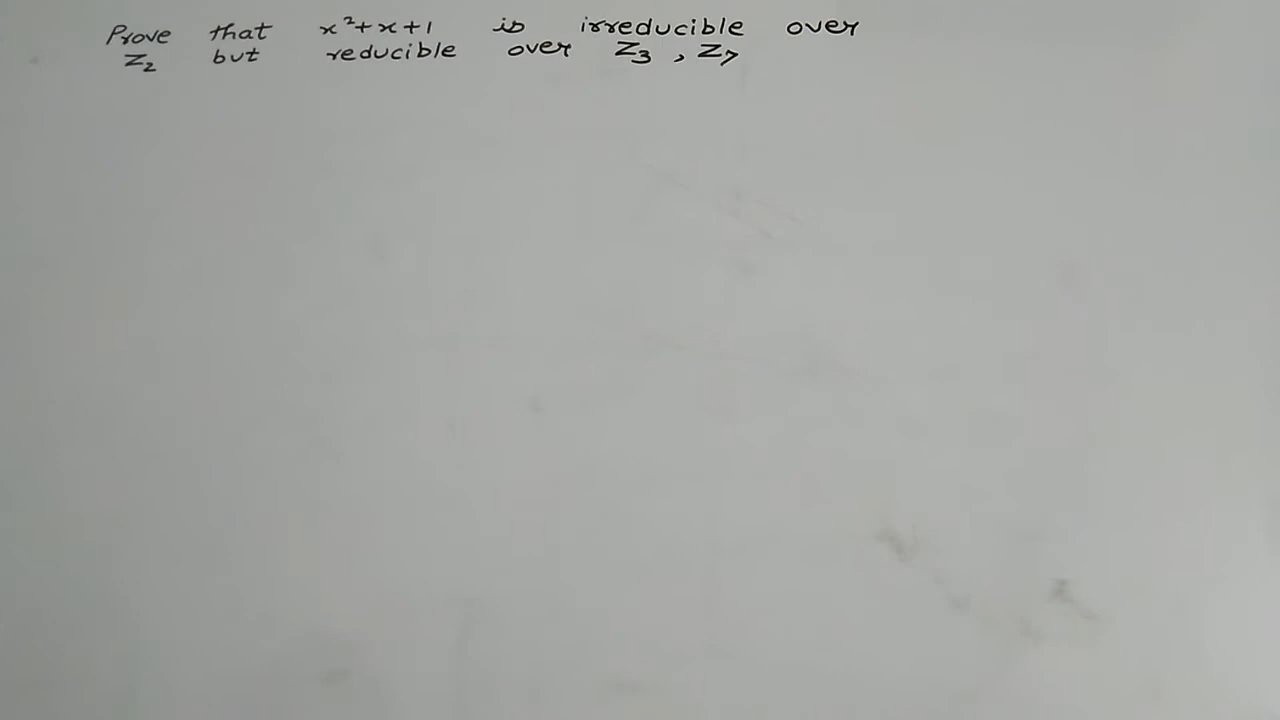 Prove that x²+x+1 is irreducible over
Z₂ but reducible over Z₃ , Z₇